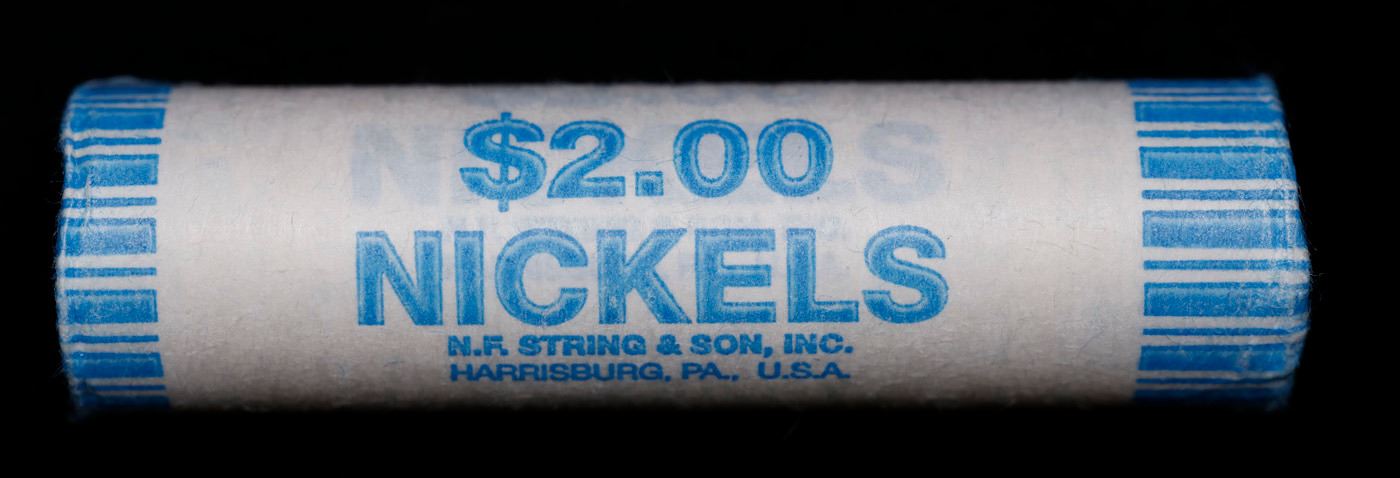 $2.00
NICKELS
N.F. STRING & SON, INC.
HARRISBURG, PA., U.S.A.